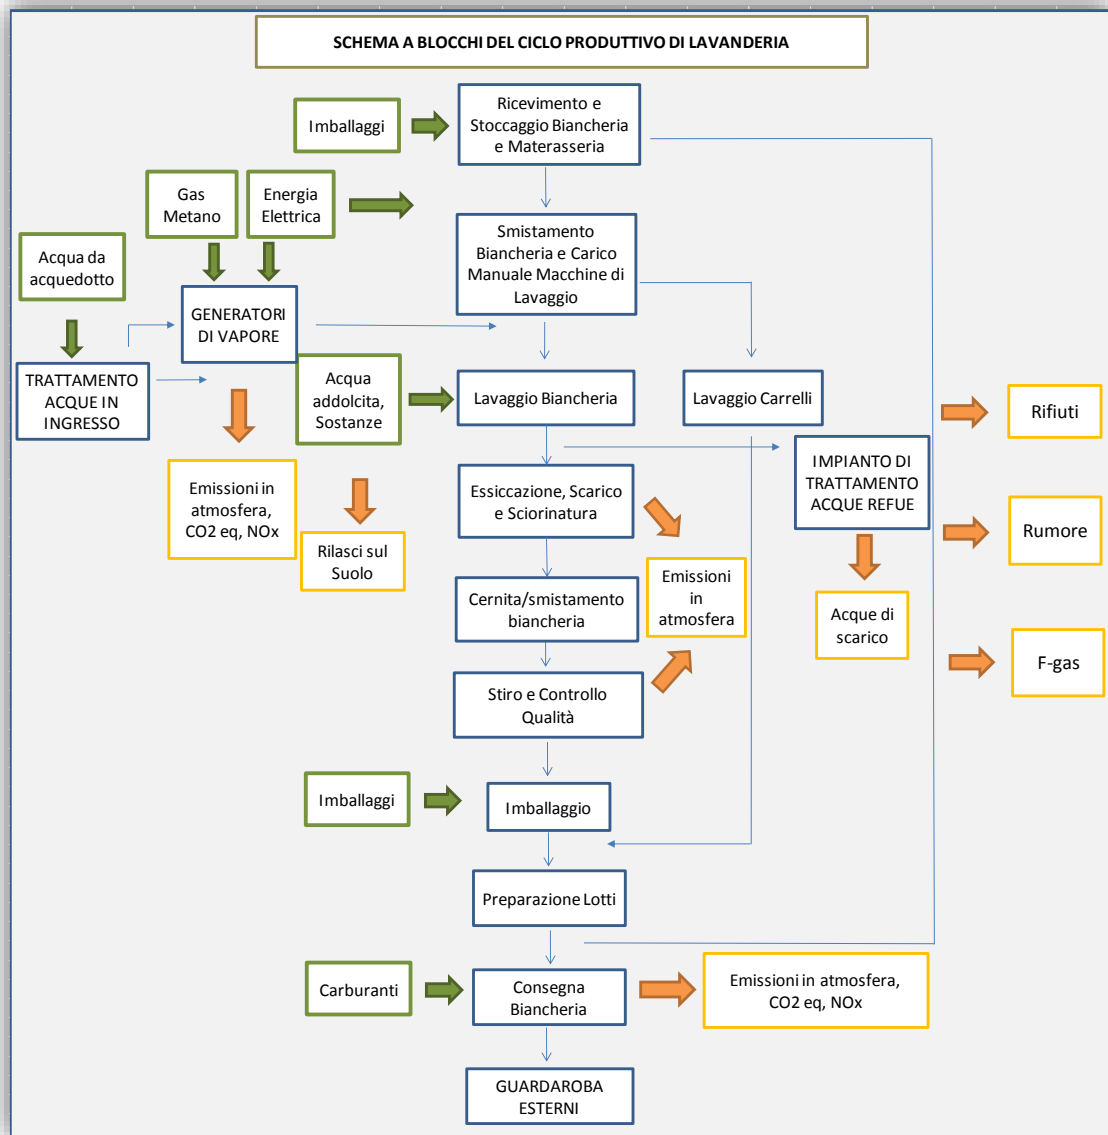 SCHEMA A BLOCCHI DEL CICLO PRODUTTIVO DI LAVANDERIA
Imballaggi
Ricevimento e
Stoccaggio Biancheria
e Materasseria
Gas
Metano
Energia
Elettrica
Acqua da
acquedotto
Smistamento
Biancheria e Carico
Manuale Macchine di
Lavaggio
GENERATORI
DI VAPORE
TRATTAMENTO
ACQUE IN
INGRESSO
Acqua
addolcita,
Sostanze
Lavaggio Biancheria
Lavaggio Carrelli
Rifiuti
Emissioni in
atmosfera,
CO2 eq, NOx
Rilasci sul
Suolo
Essiccazione, Scarico
e Sciorinatura
IMPIANTO DI
TRATTAMENTO
ACQUE REFUE
Rumore
Cernita/smistamento
biancheria
Emissioni
in
atmosfera
Acque di
scarico
F-gas
Stiro e Controllo
Qualità
Imballaggi
Imballaggio
Preparazione Lotti
Carburanti
Consegna
Biancheria
Emissioni in atmosfera,
CO2 eq, NOx
GUARDAROBA
ESTERNI